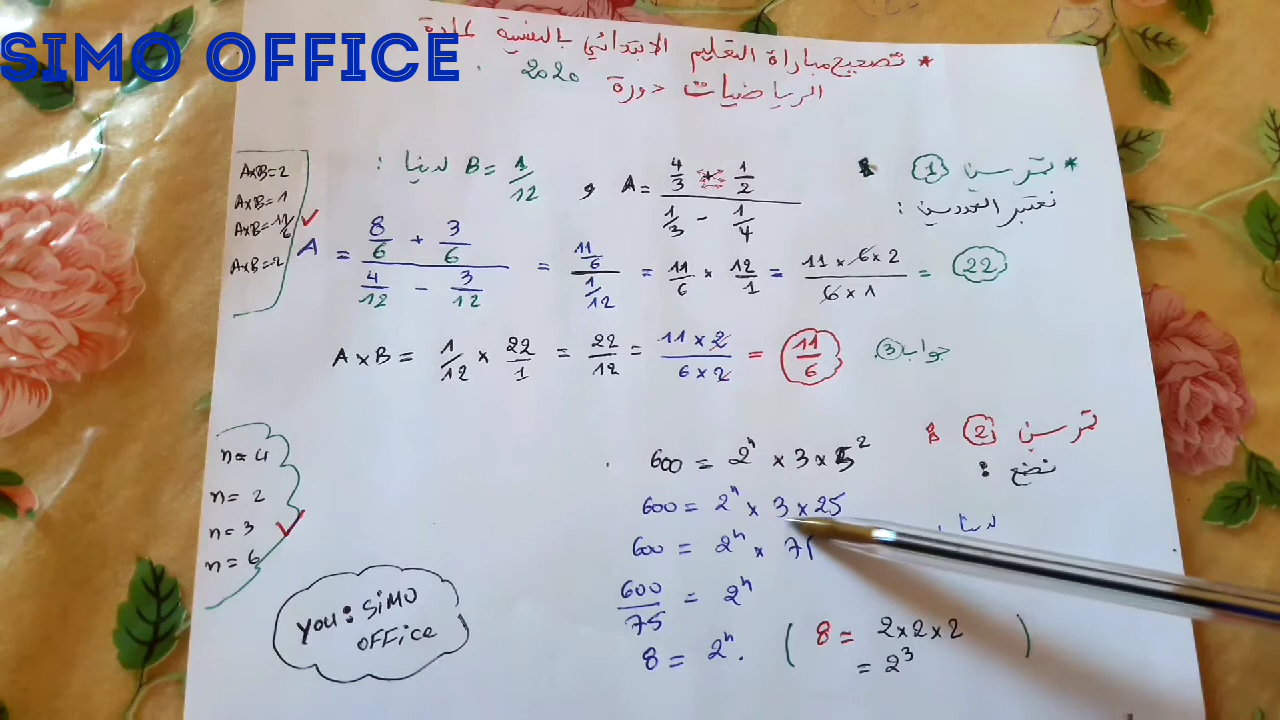 SIMO OFFICE
* تصحيح مباراة التعليم الابتدائي بالنسبة لمادة
الرياضيات دورة 2020
* تمرين 1 :
نعتبر العددين :
A = (4/3 + 1/2) / (1/3 - 1/4) و B = 1/12 لدينا :
A×B=2
A×B=1
A×B=11/6 ✓
A×B=-2
A = (8/6 + 3/6) / (4/12 - 3/12) = (11/6) / (1/12) = 11/6 × 12/1 = (11 × 6 × 2) / (6 × 1) = 22
A × B = 1/12 × 22/1 = 22/12 = (11 × 2) / (6 × 2) = 11/6 جواب 3
تمرين 2 :
نضع :
600 = 2ⁿ × 3 × 5²
لدينا
600 = 2ⁿ × 3 × 25
600 = 2ⁿ × 75
600/75 = 2ⁿ
8 = 2ⁿ. ( 8 = 2×2×2
= 2³ )
n = 4
n = 2
n = 3 ✓
n = 6
you: SiMO
OFFice